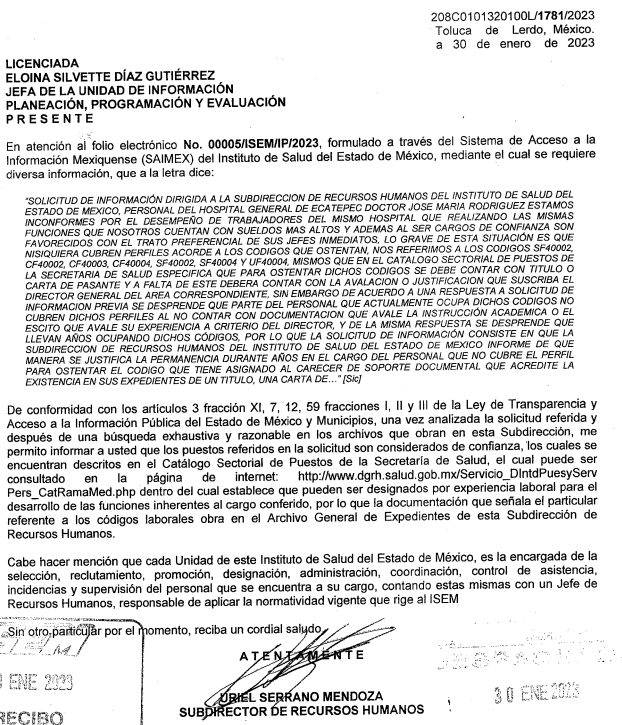 208C0101320100L/1781/2023
Toluca de Lerdo, México.
a 30 de enero de 2023
LICENCIADA
ELOINA SILVETTE DÍAZ GUTIÉRREZ
JEFA DE LA UNIDAD DE INFORMACIÓN
PLANEACIÓN, PROGRAMACIÓN Y EVALUACIÓN
P R E S E N T E
En atención al folio electrónico No. 00005/ISEM/IP/2023, formulado a través del Sistema de Acceso a la
Información Mexiquense (SAIMEX) del Instituto de Salud del Estado de México, mediante el cual se requiere
diversa información, que a la letra dice:
"SOLICITUD DE INFORMACIÓN DIRIGIDA A LA SUBDIRECCION DE RECURSOS HUMANOS DEL INSTITUTO DE SALUD DEL
ESTADO DE MEXICO, PERSONAL DEL HOSPITAL GENERAL DE ECATEPEC DOCTOR JOSE MARIA RODRIGUEZ ESTAMOS
INCONFORMES POR EL DESEMPEÑO DE TRABAJADORES DEL MISMO HOSPITAL QUE REALIZANDO LAS MISMAS
FUNCIONES QUE NOSOTROS CUENTAN CON SUELDOS MAS ALTOS Y ADEMAS AL SER CARGOS DE CONFIANZA SON
FAVORECIDOS CON EL TRATO PREFERENCIAL DE SUS JEFES INMEDIATOS, LO GRAVE DE ESTA SITUACIÓN ES QUE
NISIQUIERA CUBREN PERFILES ACORDE A LOS CODIGOS QUE OSTENTAN, NOS REFERIMOS A LOS CODIGOS SF40002,
CF40002, CF40003, CF40004, SF40002, SF40004 Y UF40004, MISMOS QUE EN EL CATALOGO SECTORIAL DE PUESTOS DE
LA SECRETARIA DE SALUD ESPECIFICA QUE PARA OSTENTAR DICHOS CODIGOS SE DEBE CONTAR CON TITULO O
CARTA DE PASANTE Y A FALTA DE ESTE DEBERA CONTAR CON LA AVALACION O JUSTIFICACION QUE SUSCRIBA EL
DIRECTOR GENERAL DEL AREA CORRESPONDIENTE, SIN EMBARGO DE ACUERDO A UNA RESPUESTA A SOLICITUD DE
INFORMACION PREVIA SE DESPRENDE QUE PARTE DEL PERSONAL QUE ACTUALMENTE OCUPA DICHOS CODIGOS NO
CUBREN DICHOS PERFILES AL NO CONTAR CON DOCUMENTACION QUE AVALE LA INSTRUCCIÓN ACADEMICA O EL
ESCITO QUE AVALE SU EXPERIENCIA A CRITERIO DEL DIRECTOR, Y DE LA MISMA RESPUESTA SE DESPRENDE QUE
LLEVAN AÑOS OCUPANDO DICHOS CÓDIGOS, POR LO QUE LA SOLICITUD DE INFORMACIÓN CONSISTE EN QUE LA
SUBDIRECCION DE RECURSOS HUMANOS DEL INSTITUTO DE SALUD DEL ESTADO DE MEXICO INFORME DE QUE
MANERA SE JUSTIFICA LA PERMANENCIA DURANTE AÑOS EN EL CARGO DEL PERSONAL QUE NO CUBRE EL PERFIL
PARA OSTENTAR EL CODIGO QUE TIENE ASIGNADO AL CARECER DE SOPORTE DOCUMENTAL QUE ACREDITE LA
EXISTENCIA EN SUS EXPEDIENTES DE UN TITULO, UNA CARTA DE..." [Sic]
De conformidad con los artículos 3 fracción XI, 7, 12, 59 fracciones I, II y III de la Ley de Transparencia y
Acceso a la Información Pública del Estado de México y Municipios, una vez analizada la solicitud referida y
después de una búsqueda exhaustiva y razonable en los archivos que obran en esta Subdirección, me
permito informar a usted que los puestos referidos en la solicitud son considerados de confianza, los cuales se
encuentran descritos en el Catálogo Sectorial de Puestos de la Secretaría de Salud, el cual puede ser
consultado en la página de internet: http://www.dgrh.salud.gob.mx/Servicio_DIntdPuesyServ
Pers_CatRamaMed.php dentro del cual establece que pueden ser designados por experiencia laboral para el
desarrollo de las funciones inherentes al cargo conferido, por lo que la documentación que señala el particular
referente a los códigos laborales obra en el Archivo General de Expedientes de esta Subdirección de
Recursos Humanos.
Cabe hacer mención que cada Unidad de este Instituto de Salud del Estado de México, es la encargada de la
selección, reclutamiento, promoción, designación, administración, coordinación, control de asistencia,
incidencias y supervisión del personal que se encuentra a su cargo, contando estas mismas con un Jefe de
Recursos Humanos, responsable de aplicar la normatividad vigente que rige al ISEM
Sin otro particular por el momento, reciba un cordial saludo
A T E N T A M E N T E
ENE 2023
30 ENE 2023
URIEL SERRANO MENDOZA
SUBDIRECTOR DE RECURSOS HUMANOS
RECIBO